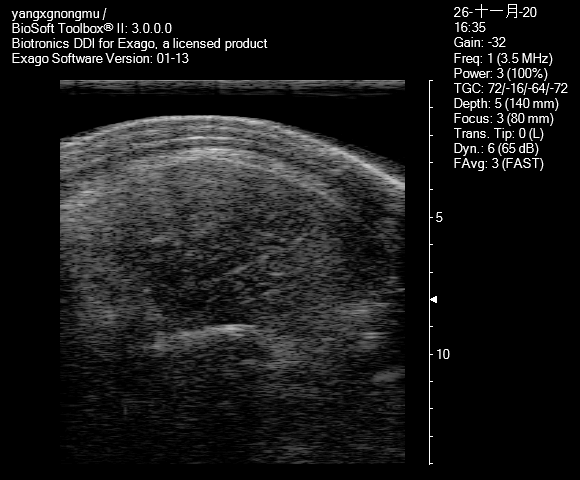 yangxgnongmu /
BioSoft Toolbox® II: 3.0.0.0
Biotronics DDI for Exago, a licensed product
Exago Software Version: 01-13
26-十一月-20
16:35
Gain: -32
Freq: 1 (3.5 MHz)
Power: 3 (100%)
TGC: 72/-16/-64/-72
Depth: 5 (140 mm)
Focus: 3 (80 mm)
Trans. Tip: 0 (L)
Dyn.: 6 (65 dB)
FAvg: 3 (FAST)
5
10